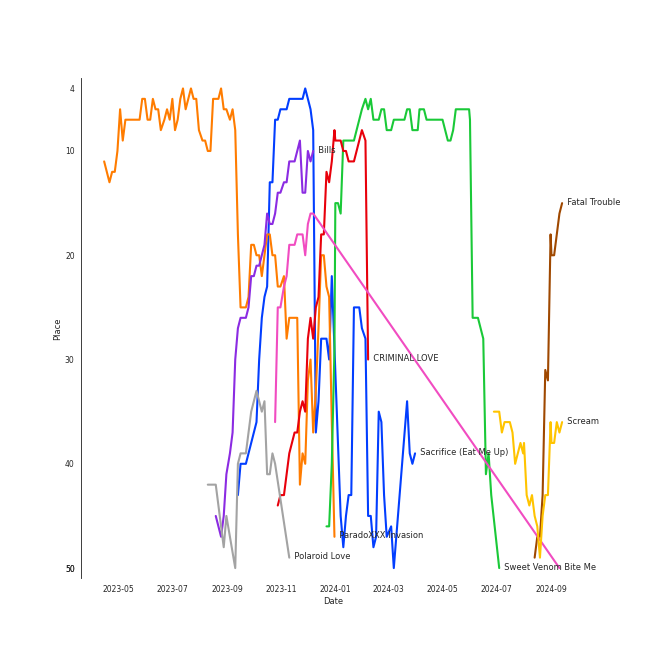 4
10
20
30
40
50
Place
Bills
Fatal Trouble
CRIMINAL LOVE
Scream
Sacrifice (Eat Me Up)
ParadoXXX Invasion
Polaroid Love
Sweet Venom
Bite Me
2023-05
2023-07
2023-09
2023-11
2024-01
2024-03
2024-05
2024-07
2024-09
Date